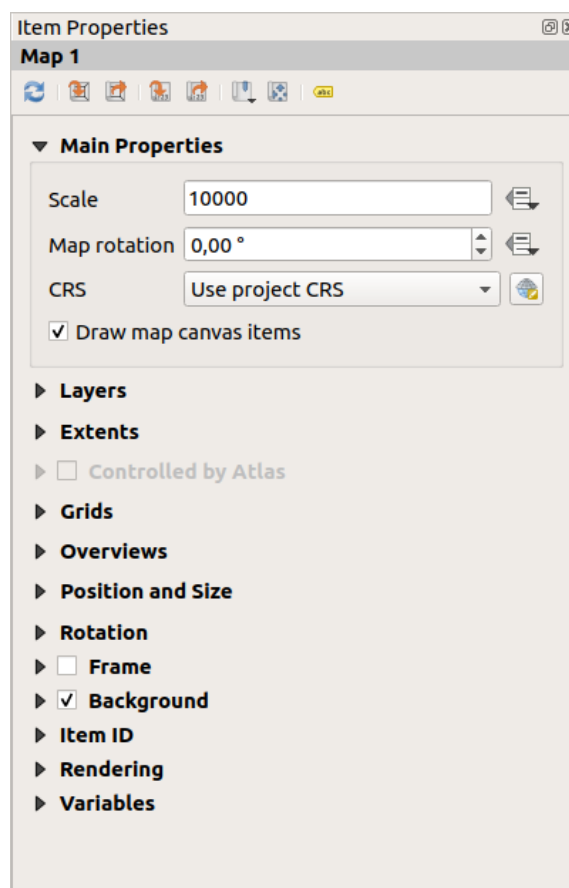 Item Properties
Map 1
Main Properties
Scale 10000
Map rotation 0,00 °
CRS Use project CRS
Draw map canvas items
Layers
Extents
Controlled by Atlas
Grids
Overviews
Position and Size
Rotation
Frame
Background
Item ID
Rendering
Variables